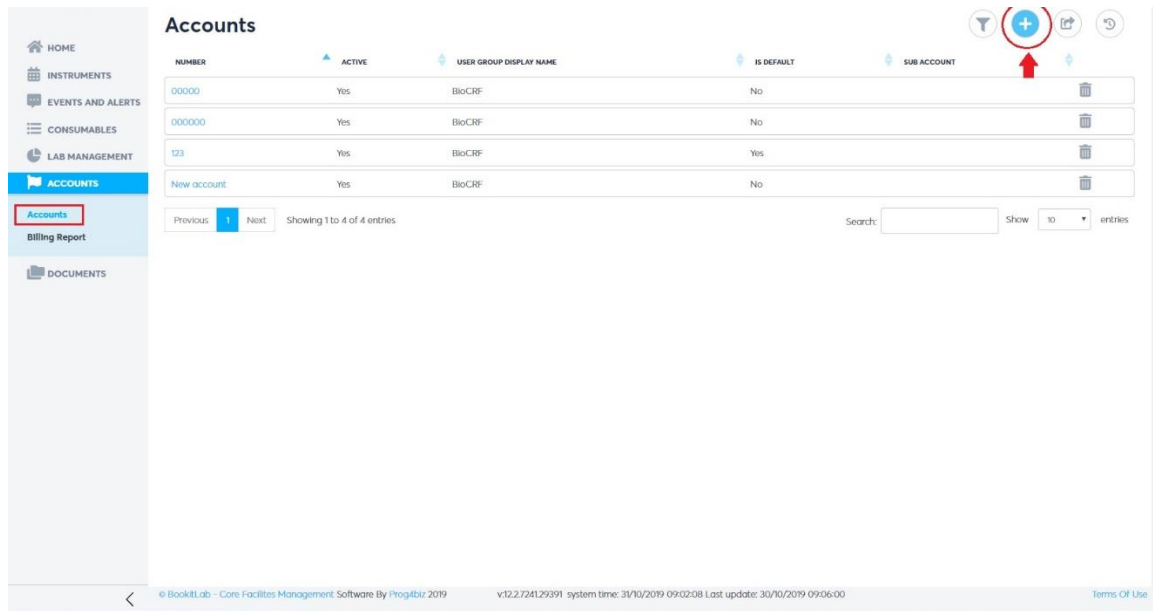 Accounts
HOME
INSTRUMENTS
EVENTS AND ALERTS
CONSUMABLES
LAB MANAGEMENT
ACCOUNTS
Accounts
Billing Report
DOCUMENTS
NUMBER ACTIVE USER GROUP DISPLAY NAME IS DEFAULT SUB ACCOUNT
00000 Yes BioCRF No
000000 Yes BioCRF No
123 Yes BioCRF Yes
New account Yes BioCRF No
Previous 1 Next Showing 1 to 4 of 4 entries Search: Show 10 entries
© BookitLab - Core Facilites Management Software By Prog4biz 2019 v:12.2.7241.29391 system time: 31/10/2019 09:02:08 Last update: 30/10/2019 09:06:00 Terms Of Use